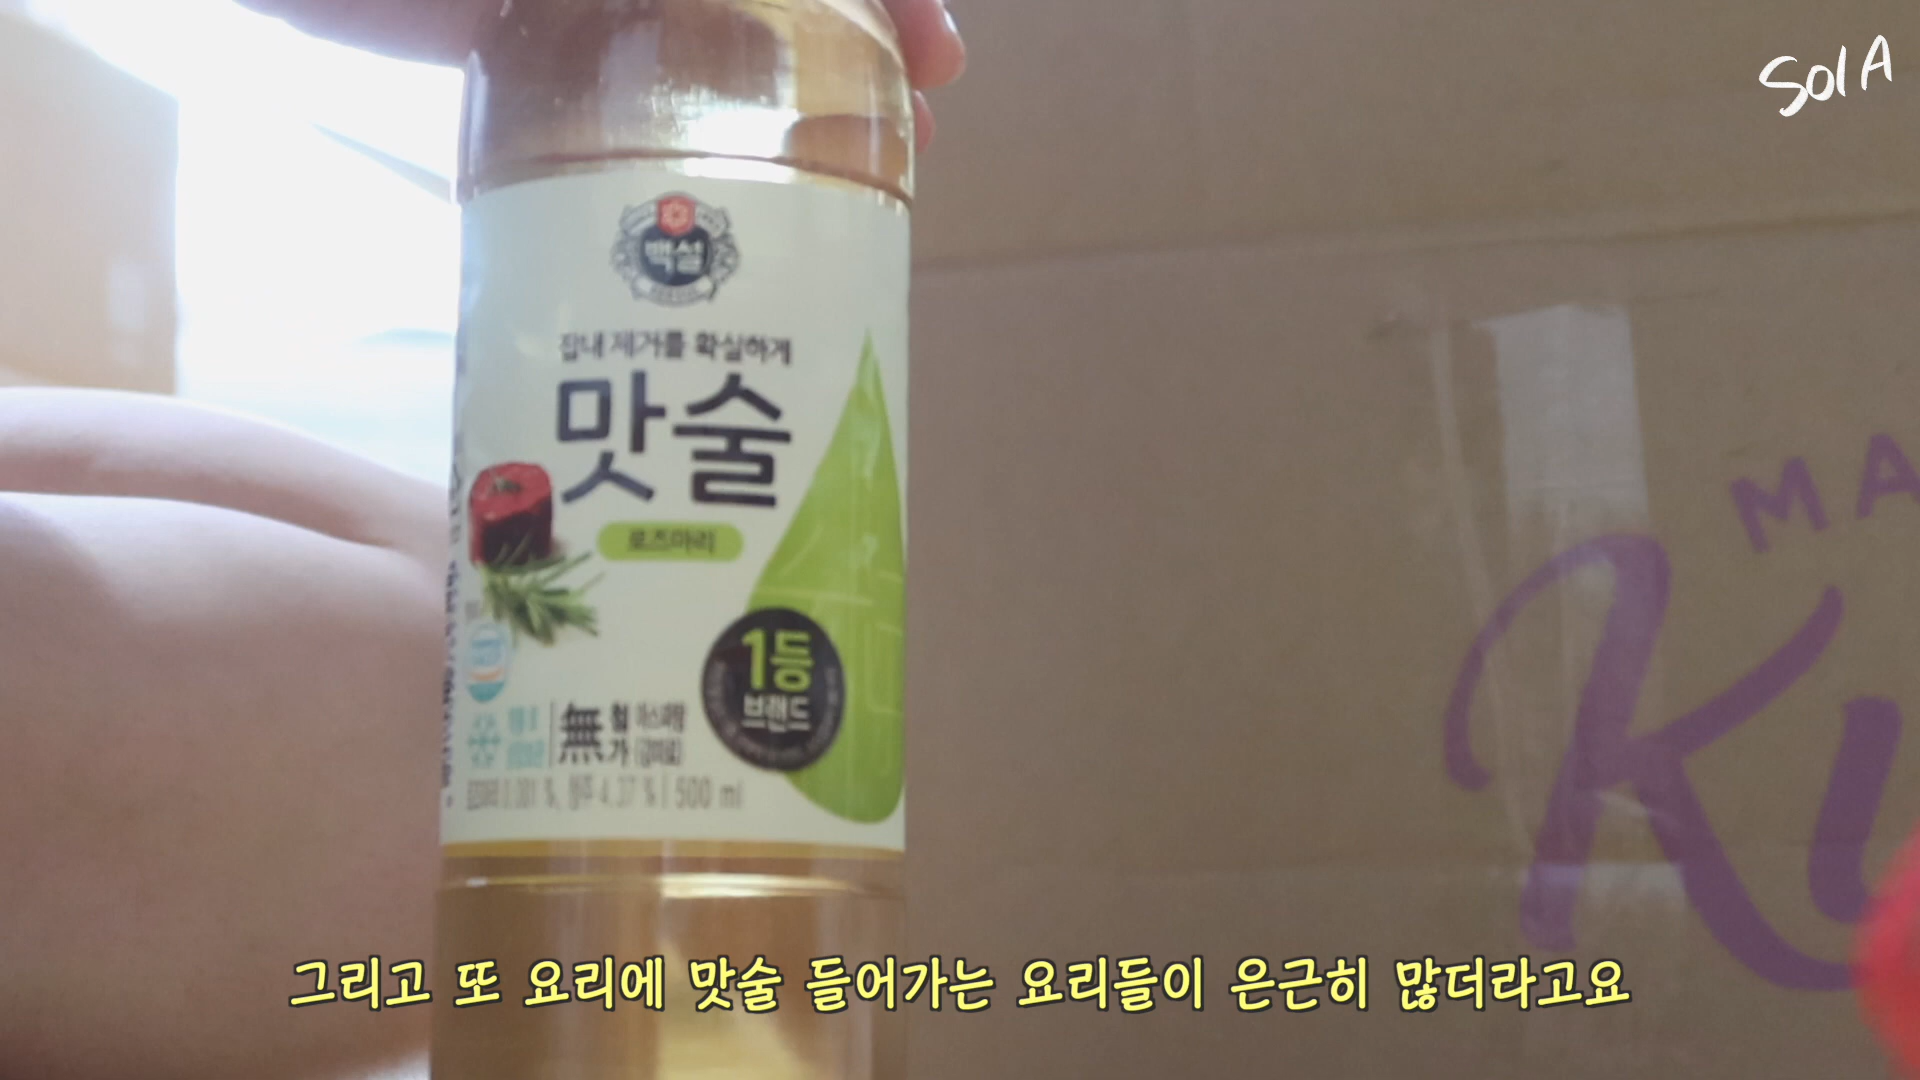 SolA
백설
잡내 제거를 확실하게
맛술
로즈마리
1등
브랜드
無
500 ml
MA
Ku
그리고 또 요리에 맛술 들어가는 요리들이 은근히 많더라고요